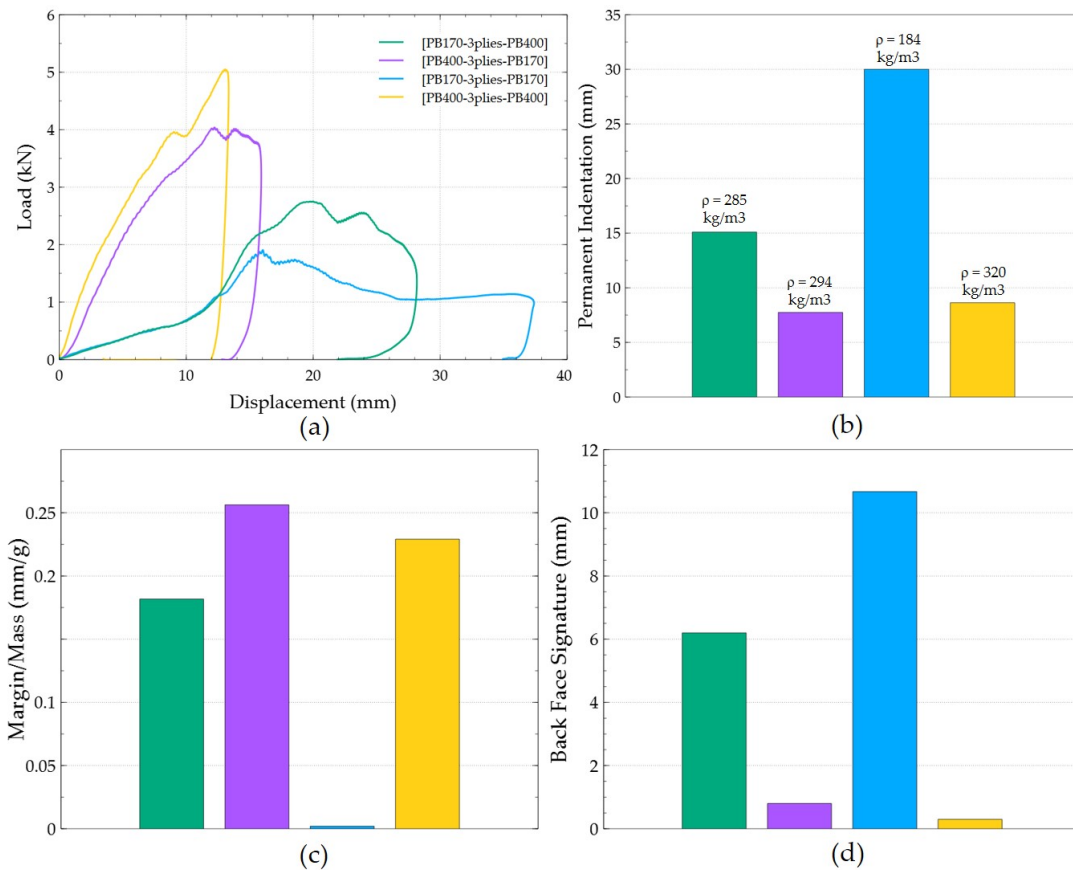 6
5
4
3
2
1
0
Load (kN)
[PB170-3plies-PB400]
[PB400-3plies-PB170]
[PB170-3plies-PB170]
[PB400-3plies-PB400]
0
10
20
30
40
Displacement (mm)
(a)
35
30
25
20
15
10
5
0
Permanent Indentation (mm)
ρ = 285
kg/m3
ρ = 294
kg/m3
ρ = 184
kg/m3
ρ = 320
kg/m3
(b)
0.25
0.2
0.1
0.05
0
Margin/Mass (mm/g)
(c)
12
10
8
6
4
2
0
Back Face Signature (mm)
(d)